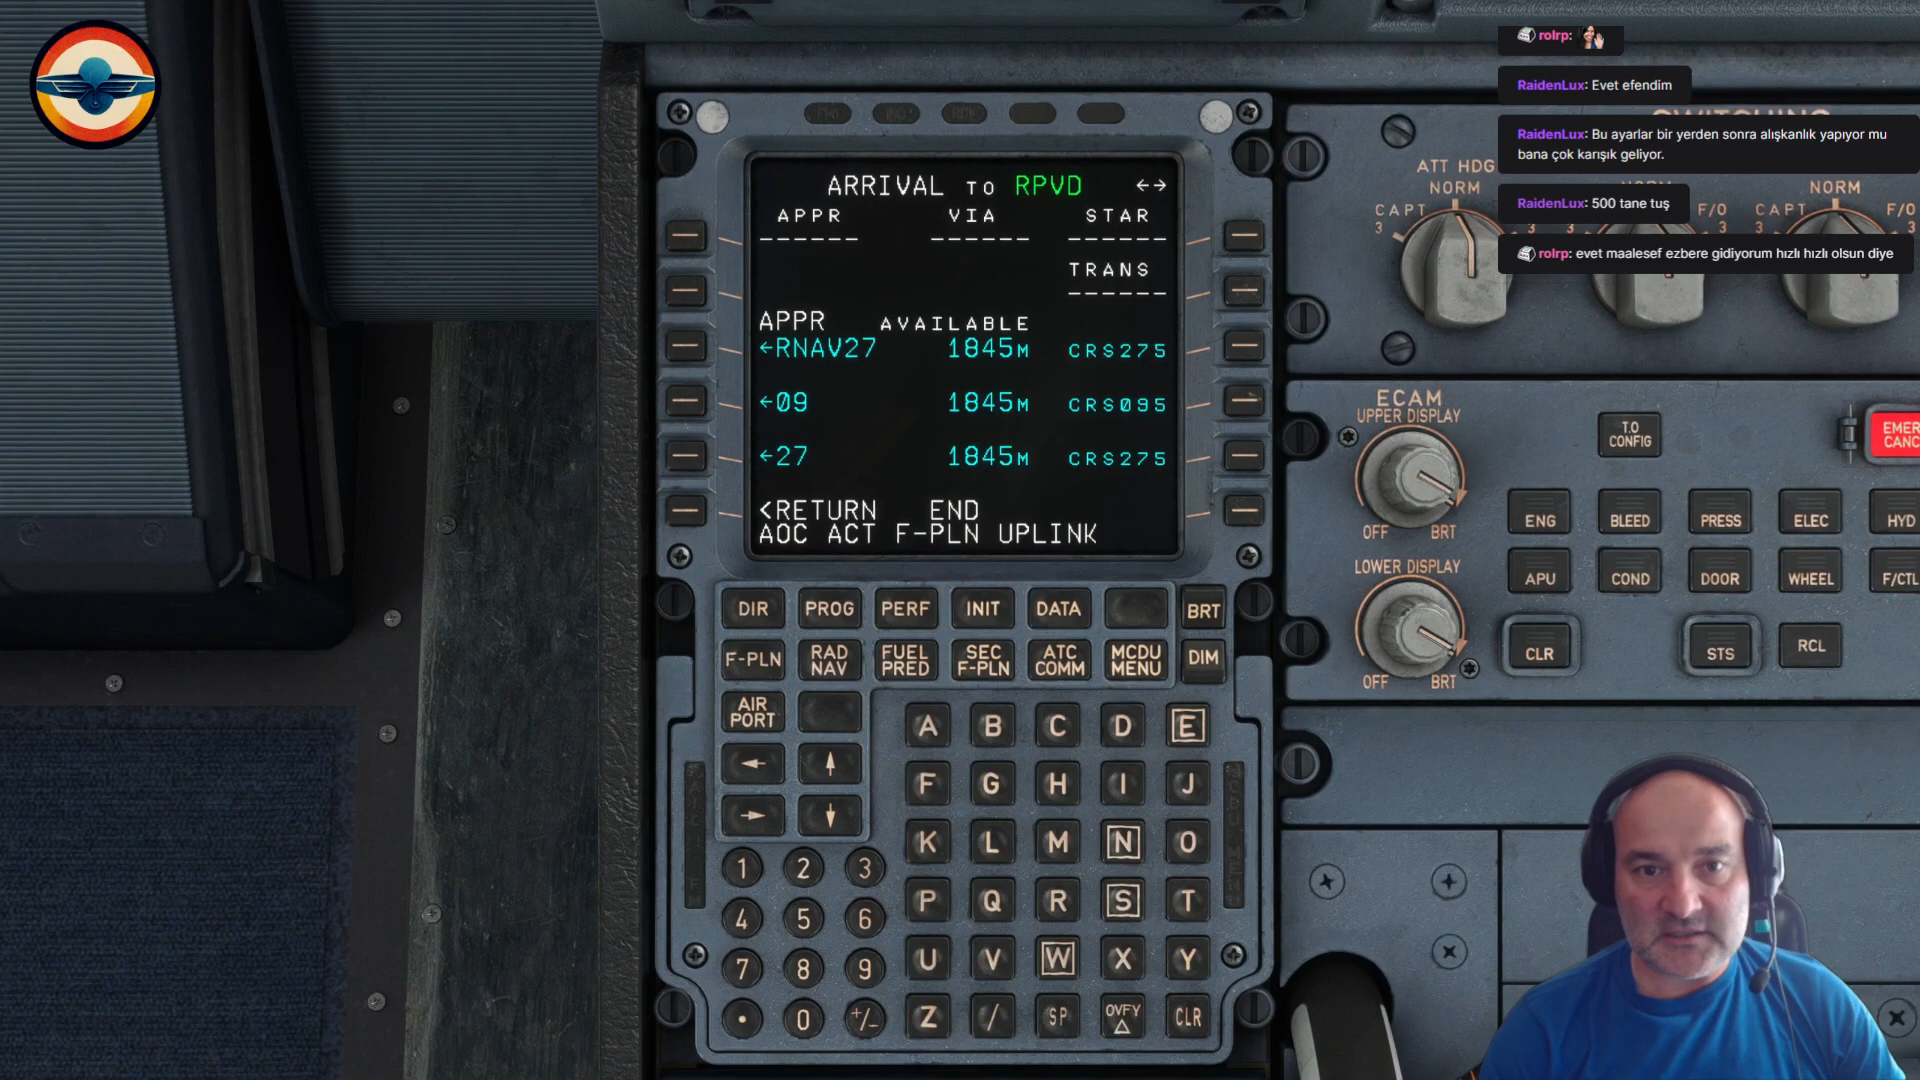 rolrp:
RaidenLux: Evet efendim
RaidenLux: Bu ayarlar bir yerden sonra alışkanlık yapıyor mu
bana çok karışık geliyor.
RaidenLux: 500 tane tuş
rolrp: evet maalesef ezbere gidiyorum hızlı hızlı olsun diye
ARRIVAL TO RPVD ←→
APPR VIA STAR
------ ------ ------
TRANS
------
APPR AVAILABLE
←RNAV27 1845M CRS275
←09 1845M CRS095
←27 1845M CRS275
<RETURN END
AOC ACT F-PLN UPLINK
DIR PROG PERF INIT DATA BRT
F-PLN RAD NAV FUEL PRED SEC F-PLN ATC COMM MCDU MENU DIM
AIR PORT
← ↑
→ ↓
A B C D E
F G H I J
K L M N O
P Q R S T
U V W X Y
Z / SP OVFY △ CLR
1 2 3
4 5 6
7 8 9
. 0 +/-
SWITCHING
ATT HDG
NORM NORM
CAPT F/O CAPT F/O
3 3 3 3
ECAM
UPPER DISPLAY
OFF BRT
LOWER DISPLAY
OFF BRT
T.O
CONFIG
EMER
CANC
ENG BLEED PRESS ELEC HYD
APU COND DOOR WHEEL F/CTL
CLR STS RCL